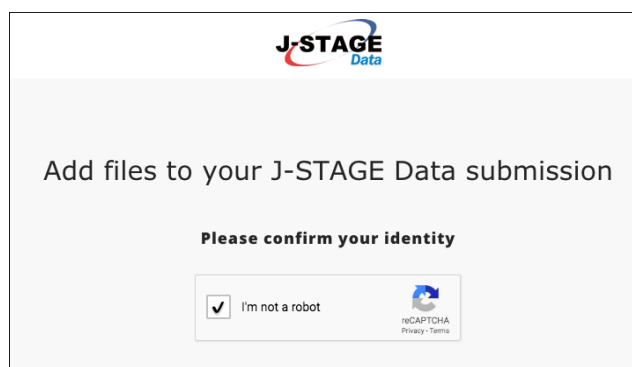 J-STAGE
Data
Add files to your J-STAGE Data submission
Please confirm your identity
I'm not a robot
reCAPTCHA
Privacy - Terms